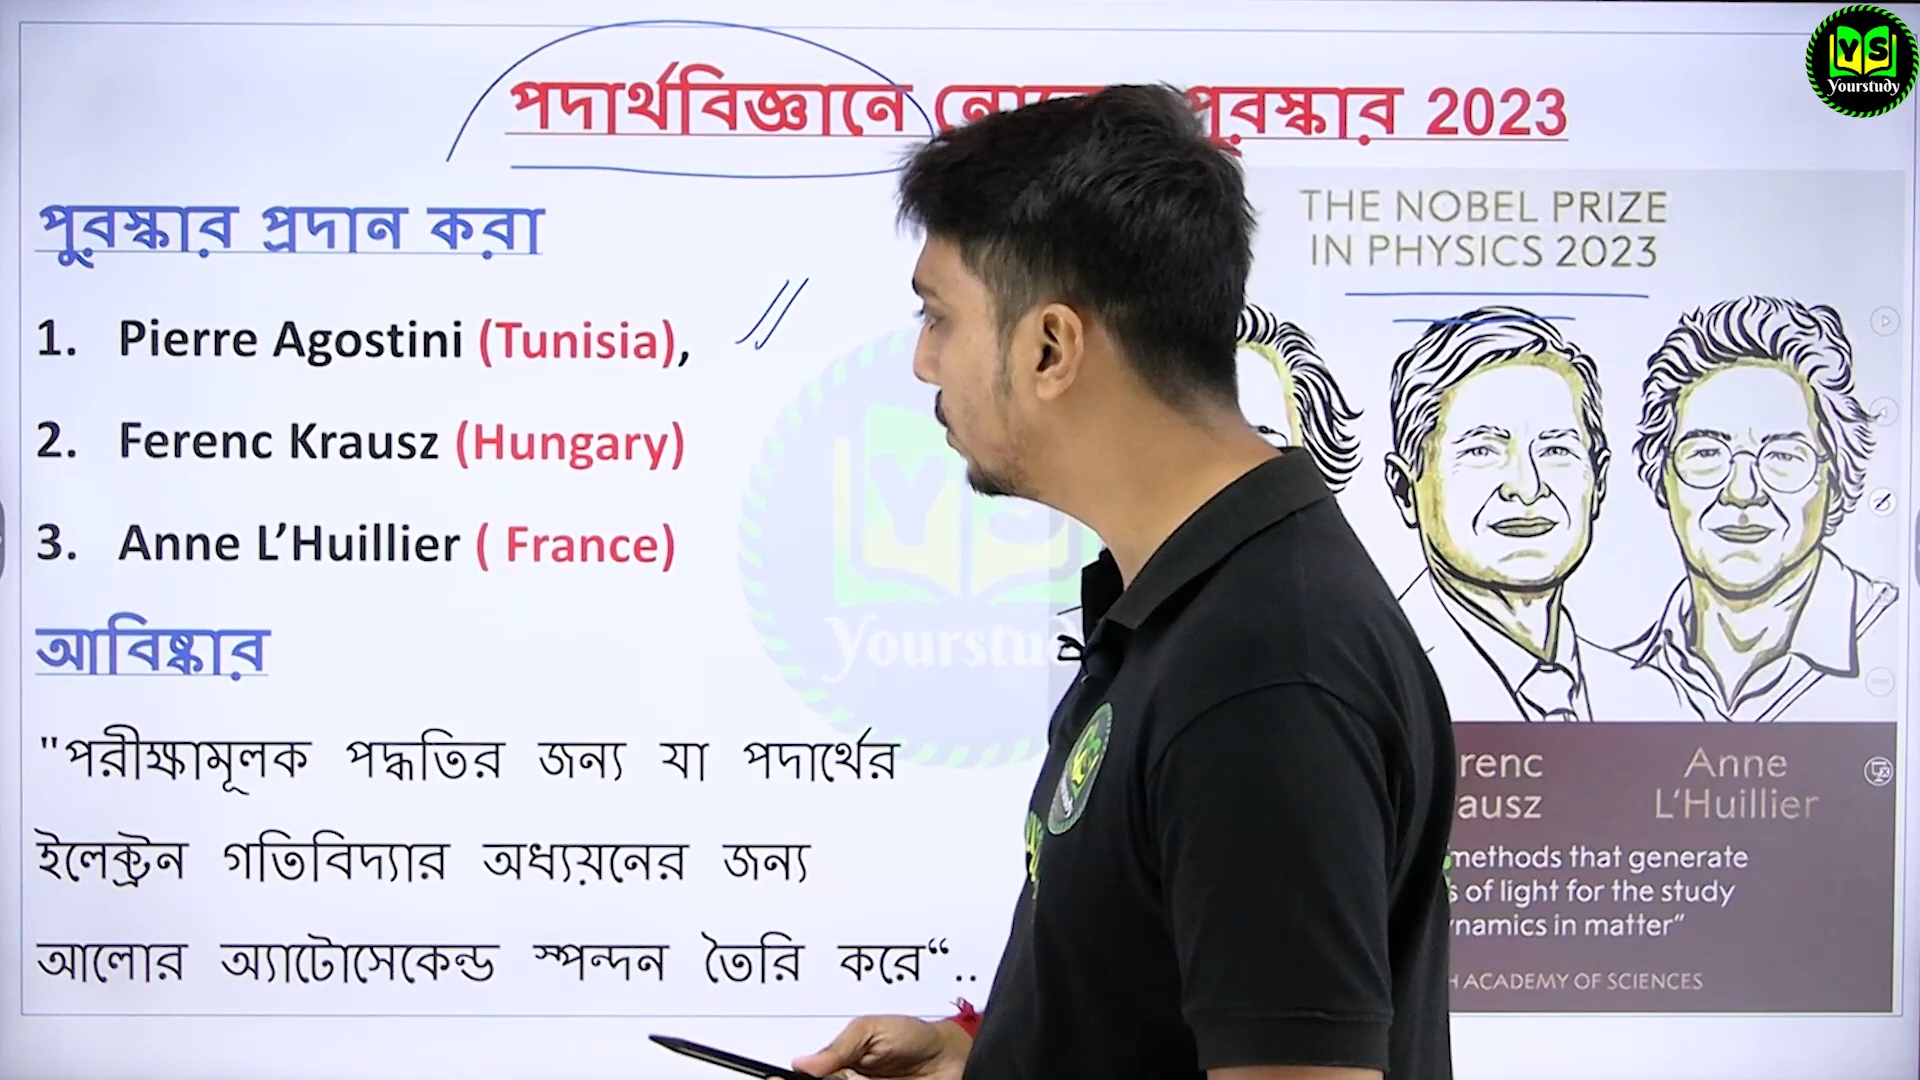 পদার্থবিজ্ঞানে পুরস্কার 2023
YS
Yourstudy
পুরস্কার প্রদান করা
1. Pierre Agostini (Tunisia),
2. Ferenc Krausz (Hungary)
3. Anne L’Huillier ( France)
আবিষ্কার
"পরীক্ষামূলক পদ্ধতির জন্য যা পদার্থের
ইলেক্ট্রন গতিবিদ্যার অধ্যয়নের জন্য
আলোর অ্যাটোসেকেন্ড স্পন্দন তৈরি করে“..
THE NOBEL PRIZE
IN PHYSICS 2023
Anne
L’Huillier
methods that generate
of light for the study
in matter“
ACADEMY OF SCIENCES